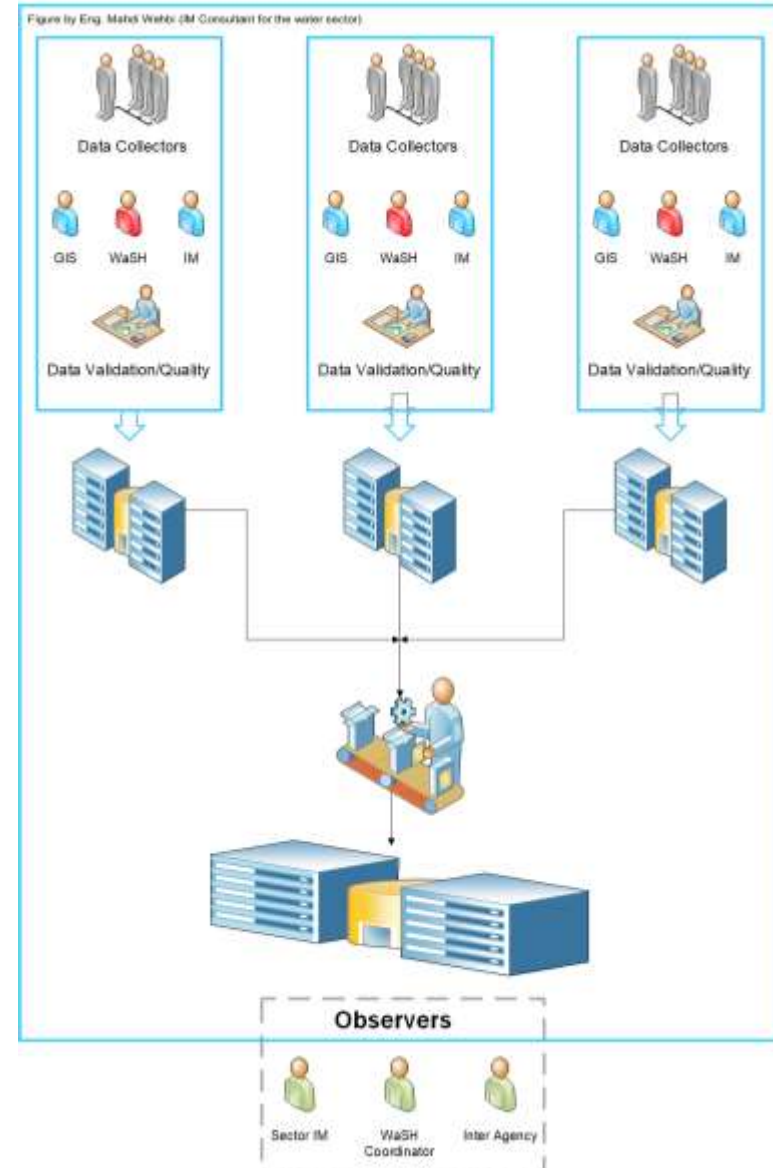 Figure by Eng. Mahdi Wehbi (IM Consultant for the water sector)
Data Collectors
GIS WaSH IM
Data Validation/Quality
Data Collectors
GIS WaSH IM
Data Validation/Quality
Data Collectors
GIS WaSH IM
Data Validation/Quality
Observers
Sector IM
WaSH
Coordinator
Inter Agency